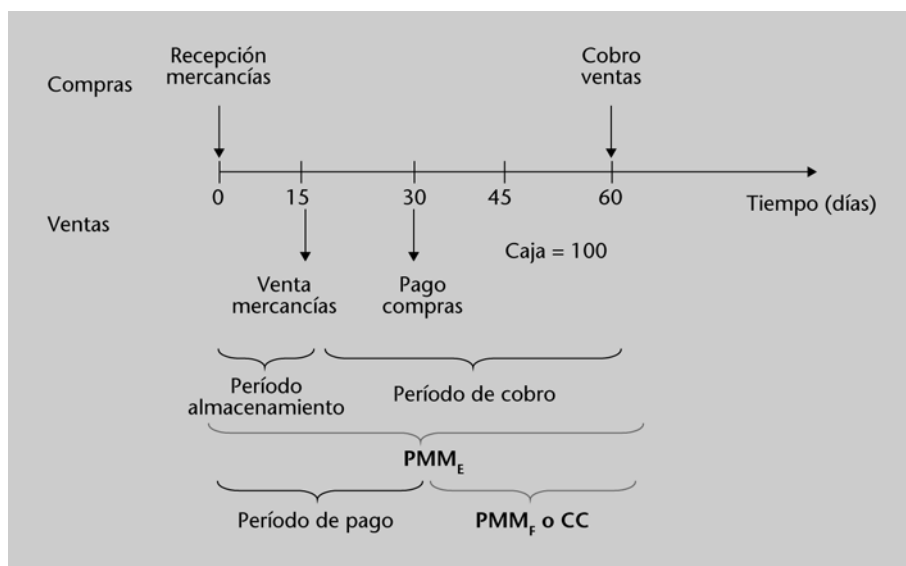 Recepción
mercancías
Cobro
ventas
Compras
0
15
30
45
60
Tiempo (días)
Ventas
Caja = 100
Venta
mercancías
Pago
compras
Período
almacenamiento
Período de cobro
PMM_E
Período de pago
PMM_F o CC